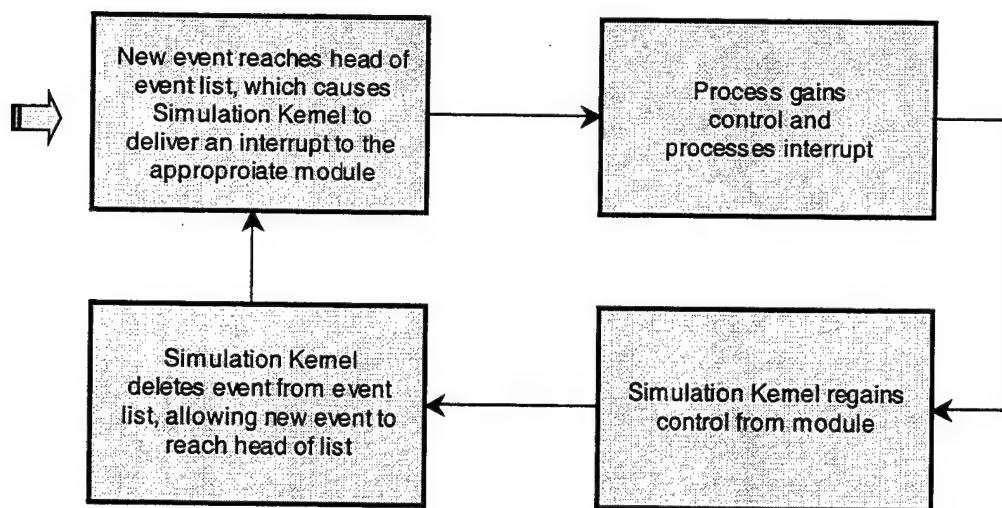 New event reaches head of
event list, which causes
Simulation Kernel to
deliver an interrupt to the
approproiate module
Process gains
control and
processes interrupt
Simulation Kernel
deletes event from event
list, allowing new event to
reach head of list
Simulation Kernel regains
control from module